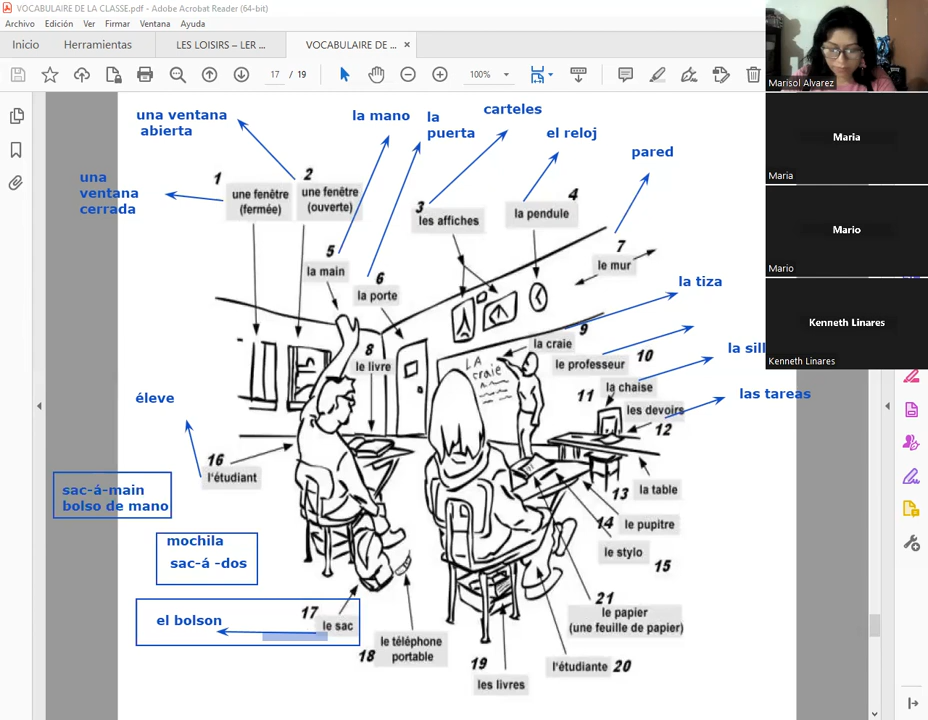 VOCABULAIRE DE LA CLASSE.pdf - Adobe Acrobat Reader (64-bit)
Archivo Edición Ver Firmar Ventana Ayuda
Inicio Herramientas LES LOISIRS – LER ... VOCABULAIRE DE ... ×
17 / 19 100%
Marisol Alvarez
Maria
Maria
Mario
Mario
Kenneth Linares
Kenneth Linares
una ventana
abierta
la mano
la
puerta
carteles
el reloj
pared
una
ventana
cerrada
1
une fenêtre
(fermée)
2
une fenêtre
(ouverte)
3
les affiches
4
la pendule
5
la main
6
la porte
7
le mur
la tiza
8
le livre
9
la craie
LA
craie
10
le professeur
la sill
11
la chaise
les devoirs
12
las tareas
éleve
16
l'étudiant
13
la table
14
le pupitre
le stylo
15
sac-á-main
bolso de mano
mochila
sac-á -dos
el bolson
17
le sac
18
le téléphone
portable
19
les livres
l'étudiante 20
21
le papier
(une feuille de papier)